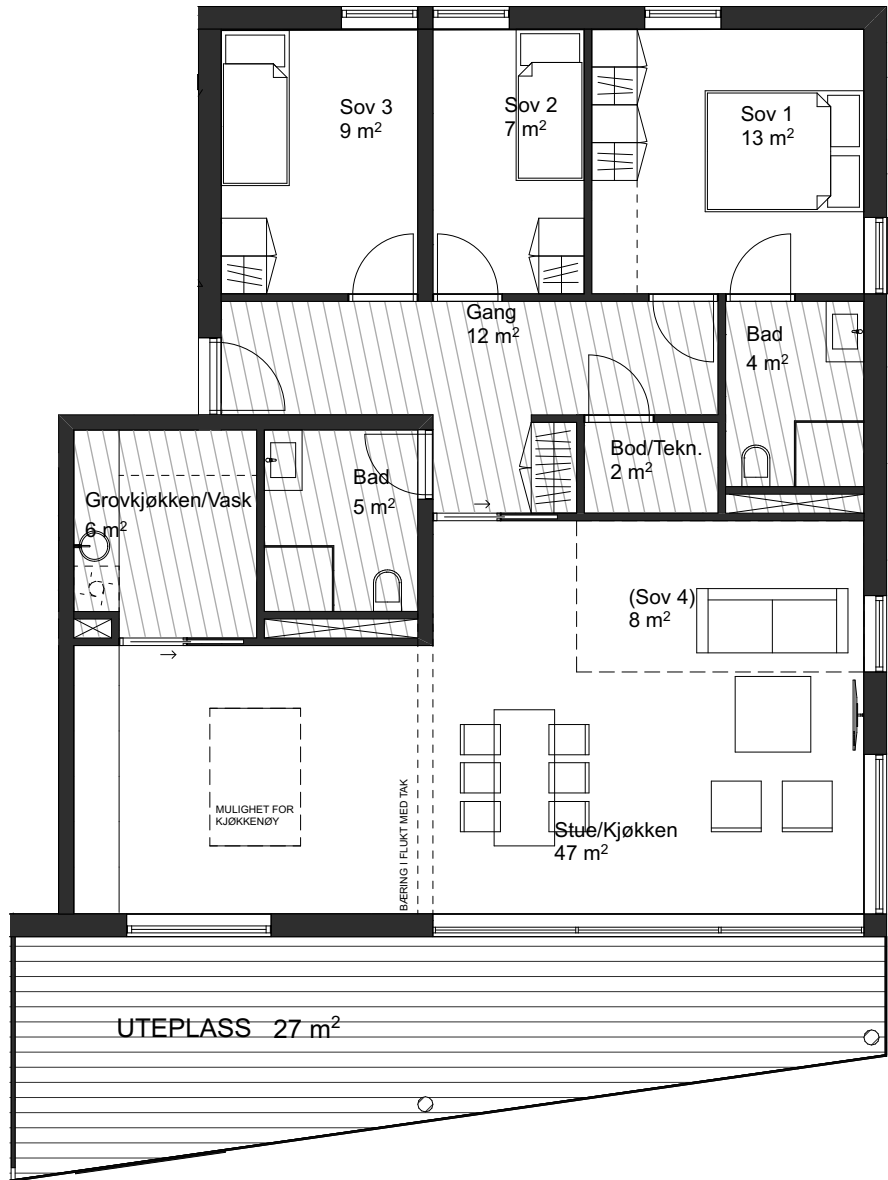 Sov 3
9 m²
Sov 2
7 m²
Sov 1
13 m²
Gang
12 m²
Bad
4 m²
Bod/Tekn.
2 m²
Bad
5 m²
Grovkjøkken/Vask
6 m²
(Sov 4)
8 m²
MULIGHET FOR
KJØKKENØY
BÆRING I FLUKT MED TAK
Stue/Kjøkken
47 m²
UTEPLASS 27 m²